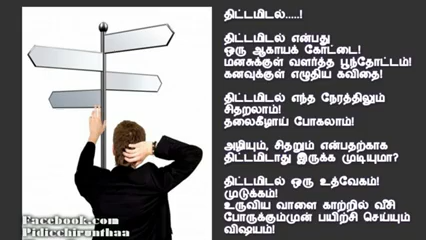 திட்டமிடல்.....!
திட்டமிடல் என்பது
ஒரு ஆகாயக் கோட்டை!
மனசுக்குள் வளர்த்த பூந்தோட்டம்!
கனவுக்குள் எழுதிய கவிதை!
திட்டமிடல் எந்த நேரத்திலும்
சிதறலாம்!
தலைகீழாய் போகலாம்!
அழியும், சிதறும் என்பதற்காக
திட்டமிடாது இருக்க முடியுமா?
திட்டமிடல் ஒரு உத்வேகம்!
முடுக்கம்!
உருவிய வாளை காற்றில் வீசி
போருக்குமுன் பயிற்சி செய்யும்
விஷயம்!
Facebook.com
Pidicchirunthaa